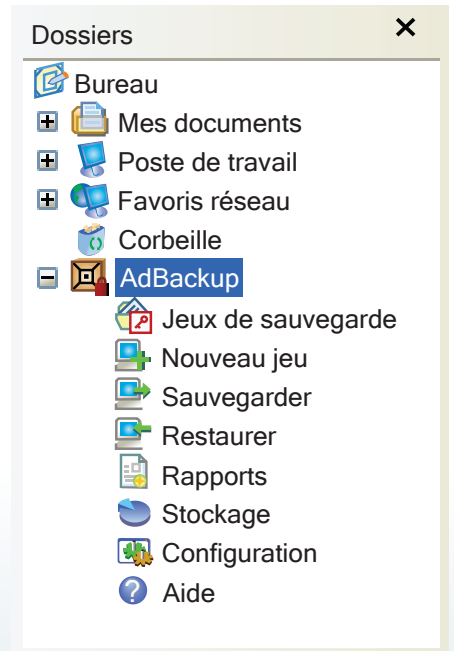 Dossiers
Bureau
Mes documents
Poste de travail
Favoris réseau
Corbeille
AdBackup
Jeux de sauvegarde
Nouveau jeu
Sauvegarder
Restaurer
Rapports
Stockage
Configuration
Aide